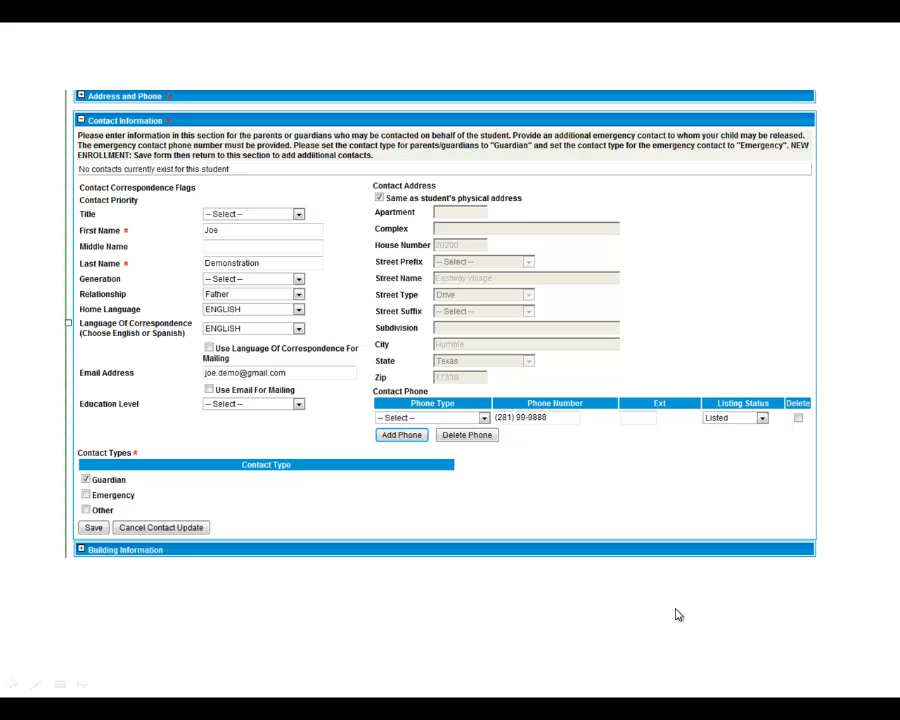 Address and Phone *
Contact Information *
Please enter information in this section for the parents or guardians who may be contacted on behalf of the student. Provide an additional emergency contact to whom your child may be released.
The emergency contact phone number must be provided. Please set the contact type for parents/guardians to "Guardian" and set the contact type for the emergency contact to "Emergency". NEW
ENROLLMENT: Save form then return to this section to add additional contacts.
No contacts currently exist for this student
Contact Correspondence Flags
Contact Priority
Title -- Select --
First Name * Joe
Middle Name
Last Name * Demonstration
Generation -- Select --
Relationship Father
Home Language ENGLISH
Language Of Correspondence
(Choose English or Spanish) ENGLISH
Use Language Of Correspondence For
Mailing
Email Address joe.demo@gmail.com
Use Email For Mailing
Education Level -- Select --
Contact Address
Same as student's physical address
Apartment
Complex
House Number 20200
Street Prefix -- Select --
Street Name Eastway village
Street Type Drive
Street Suffix -- Select --
Subdivision
City Humble
State Texas
Zip 77338
Contact Phone
Phone Type Phone Number Ext Listing Status Delete
-- Select -- (281) 99-9888 Listed
Add Phone Delete Phone
Contact Types *
Contact Type
Guardian
Emergency
Other
Save Cancel Contact Update
Building Information